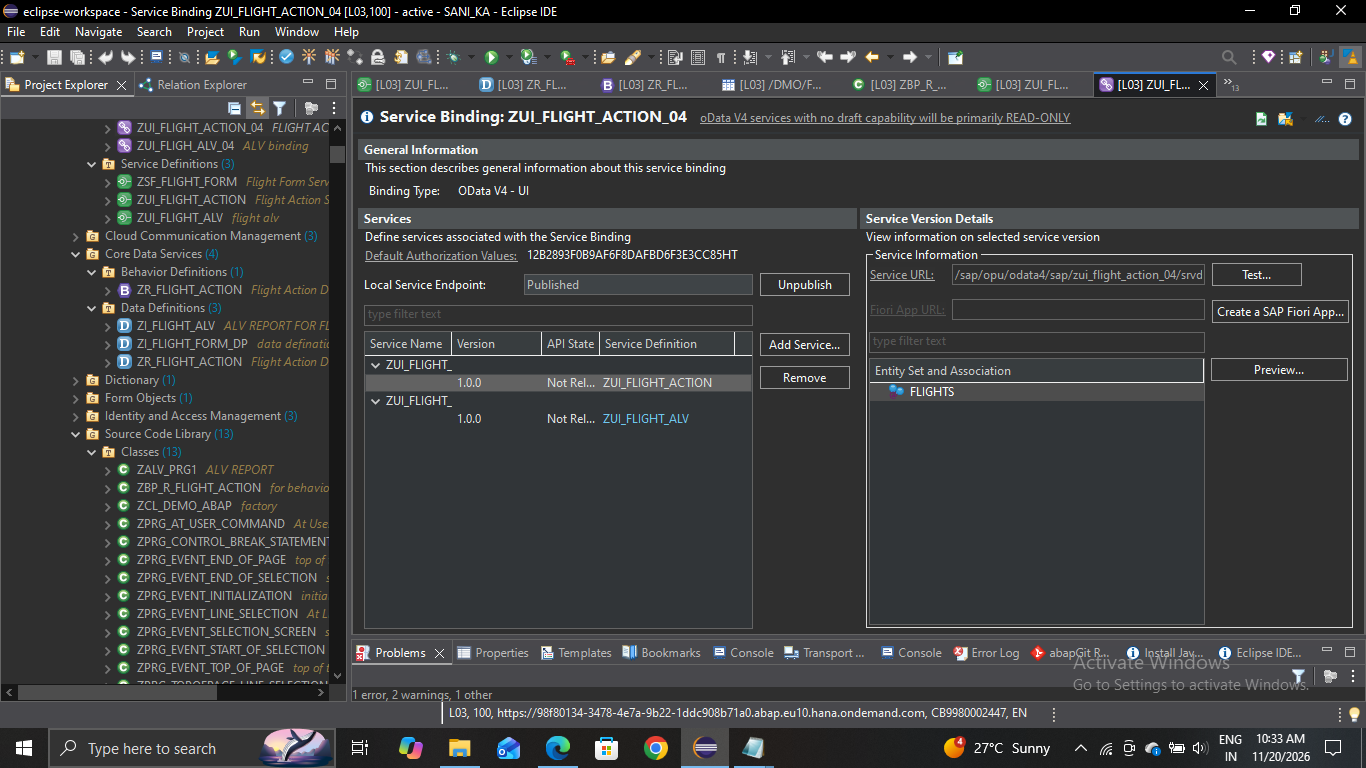 eclipse-workspace - Service Binding ZUI_FLIGHT_ACTION_04 [L03,100] - active - SANI_KA - Eclipse IDE
File Edit Navigate Search Project Run Window Help
Project Explorer
Relation Explorer
[L03] ZUI_FL...
[L03] ZR_FL...
[L03] ZR_FL...
[L03] /DMO/F...
[L03] ZBP_R_...
[L03] ZUI_FL...
[L03] ZUI_FL...
13
ZUI_FLIGHT_ACTION_04 FLIGHT AC
ZUI_FLIGH_ALV_04 ALV binding
Service Definitions (3)
ZSF_FLIGHT_FORM Flight Form Serv
ZUI_FLIGHT_ACTION Flight Action S
ZUI_FLIGHT_ALV flight alv
Cloud Communication Management (3)
Core Data Services (4)
Behavior Definitions (1)
ZR_FLIGHT_ACTION Flight Action D
Data Definitions (3)
ZI_FLIGHT_ALV ALV REPORT FOR FL
ZI_FLIGHT_FORM_DP data definatio
ZR_FLIGHT_ACTION Flight Action D
Dictionary (1)
Form Objects (1)
Identity and Access Management (3)
Source Code Library (13)
Classes (13)
ZALV_PRG1 ALV REPORT
ZBP_R_FLIGHT_ACTION for behavio
ZCL_DEMO_ABAP factory
ZPRG_AT_USER_COMMAND At Use
ZPRG_CONTROL_BREAK_STATEMENT
ZPRG_EVENT_END_OF_PAGE top of
ZPRG_EVENT_END_OF_SELECTION
ZPRG_EVENT_INITIALIZATION initia
ZPRG_EVENT_LINE_SELECTION At L
ZPRG_EVENT_SELECTION_SCREEN
ZPRG_EVENT_START_OF_SELECTION
ZPRG_EVENT_TOP_OF_PAGE top of t
Service Binding: ZUI_FLIGHT_ACTION_04
oData V4 services with no draft capability will be primarily READ-ONLY
General Information
This section describes general information about this service binding
Binding Type: OData V4 - UI
Services
Define services associated with the Service Binding
Default Authorization Values: 12B2893F0B9AF6F8DAFBD6F3E3CC85HT
Local Service Endpoint: Published
Unpublish
type filter text
Service Name Version API State Service Definition
Add Service...
ZUI_FLIGHT_
1.0.0 Not Rel... ZUI_FLIGHT_ACTION
Remove
ZUI_FLIGHT_
1.0.0 Not Rel... ZUI_FLIGHT_ALV
Service Version Details
View information on selected service version
Service Information
Service URL: /sap/opu/odata4/sap/zui_flight_action_04/srvd
Test...
Fiori App URL:
Create a SAP Fiori App...
type filter text
Entity Set and Association
Preview...
FLIGHTS
Problems
Properties
Templates
Bookmarks
Console
Transport ...
Console
Error Log
abapGit R...
Install Jav...
Eclipse IDE...
1 error, 2 warnings, 1 other
Activate Windows
Go to Settings to activate Windows.
L03, 100, https://98f80134-3478-4e7a-9b22-1ddc908b71a0.abap.eu10.hana.ondemand.com, CB9980002447, EN
Type here to search
4
27°C Sunny
ENG
IN
10:33 AM
11/20/2026